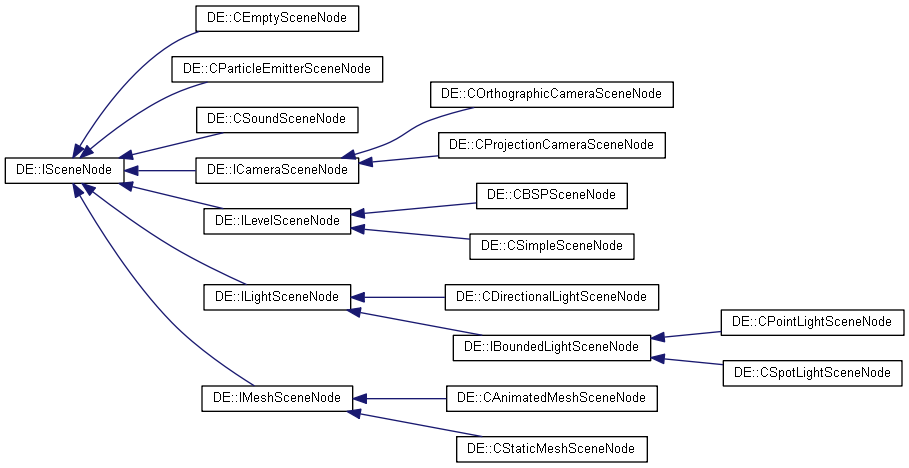 DE::CEmptySceneNode
DE::CParticleEmitterSceneNode
DE::COrthographicCameraSceneNode
DE::CSoundSceneNode
DE::CProjectionCameraSceneNode
DE::ISceneNode
DE::ICameraSceneNode
DE::CBSPSceneNode
DE::ILevelSceneNode
DE::CSimpleSceneNode
DE::ILightSceneNode
DE::CDirectionalLightSceneNode
DE::CPointLightSceneNode
DE::IBoundedLightSceneNode
DE::CSpotLightSceneNode
DE::IMeshSceneNode
DE::CAnimatedMeshSceneNode
DE::CStaticMeshSceneNode